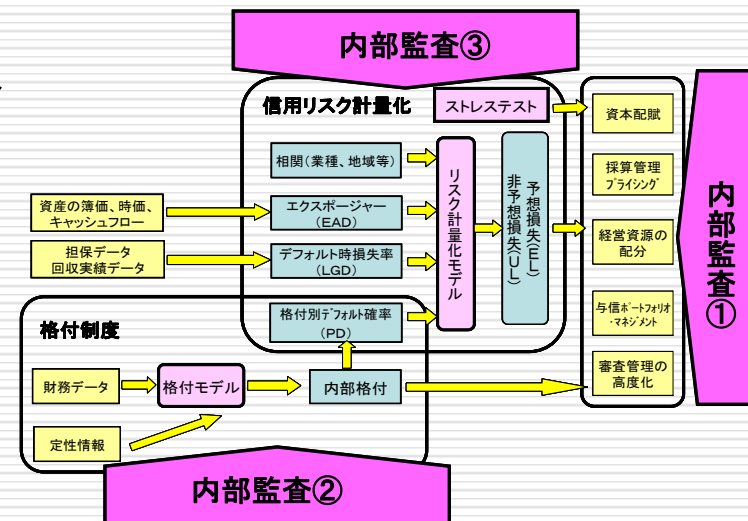 内部監査③
信用リスク計量化
ストレステスト
資本配賦
相関（業種、地域等）
採算管理
プライシング
資産の簿価、時価、
キャッシュフロー
エクスポージャー
（EAD）
リスク計量化モデル
予想損失（EL）
非予想損失（UL）
経営資源の
配分
内部監査①
担保データ
回収実績データ
デフォルト時損失率
（LGD）
格付制度
格付別デフォルト確率
（PD）
与信ポートフォリオ
・マネジメント
財務データ
格付モデル
内部格付
審査管理の
高度化
定性情報
内部監査②